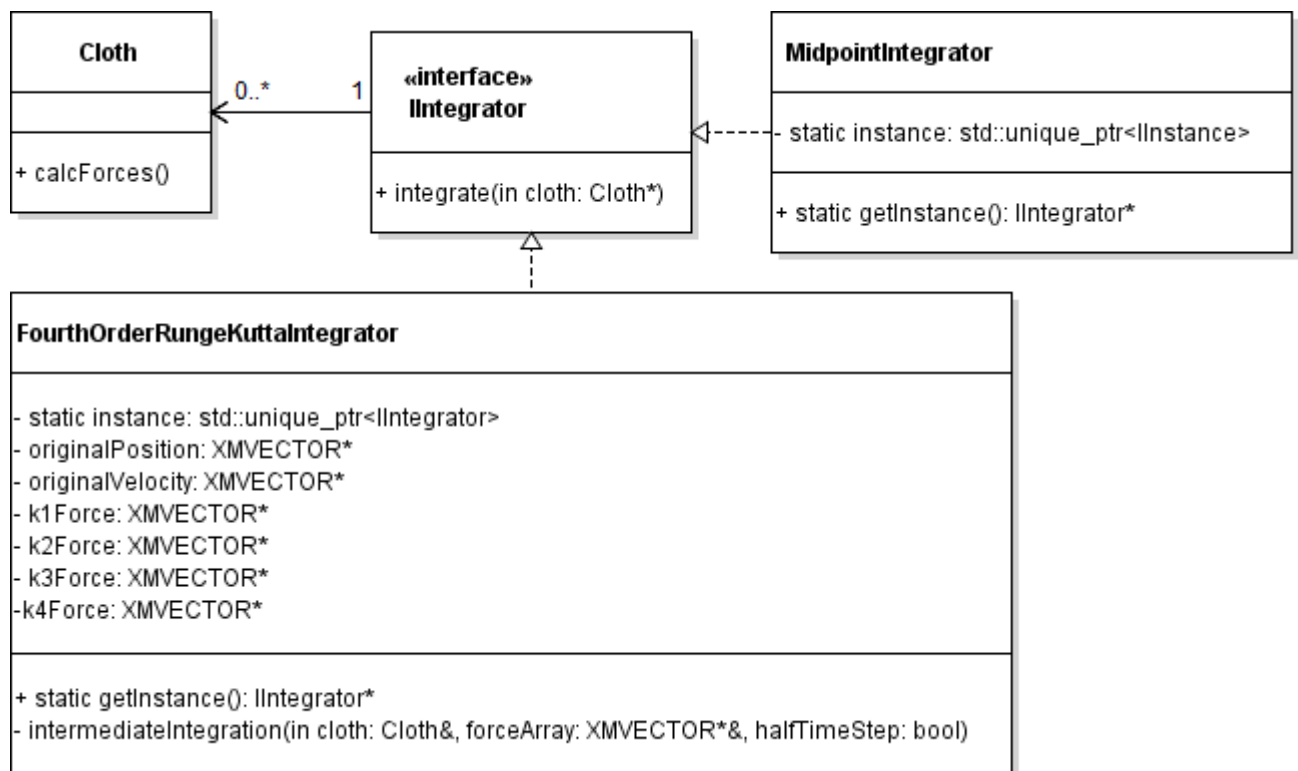 Cloth
+ calcForces()
0..*
1
«interface»
IIntegrator
+ integrate(in cloth: Cloth*)
MidpointIntegrator
- static instance: std::unique_ptr<IInstance>
+ static getInstance(): IIntegrator*
FourthOrderRungeKuttaIntegrator
- static instance: std::unique_ptr<IIntegrator>
- originalPosition: XMVECTOR*
- originalVelocity: XMVECTOR*
- k1Force: XMVECTOR*
- k2Force: XMVECTOR*
- k3Force: XMVECTOR*
-k4Force: XMVECTOR*
+ static getInstance(): IIntegrator*
- intermediateIntegration(in cloth: Cloth&, forceArray: XMVECTOR*&, halfTimeStep: bool)